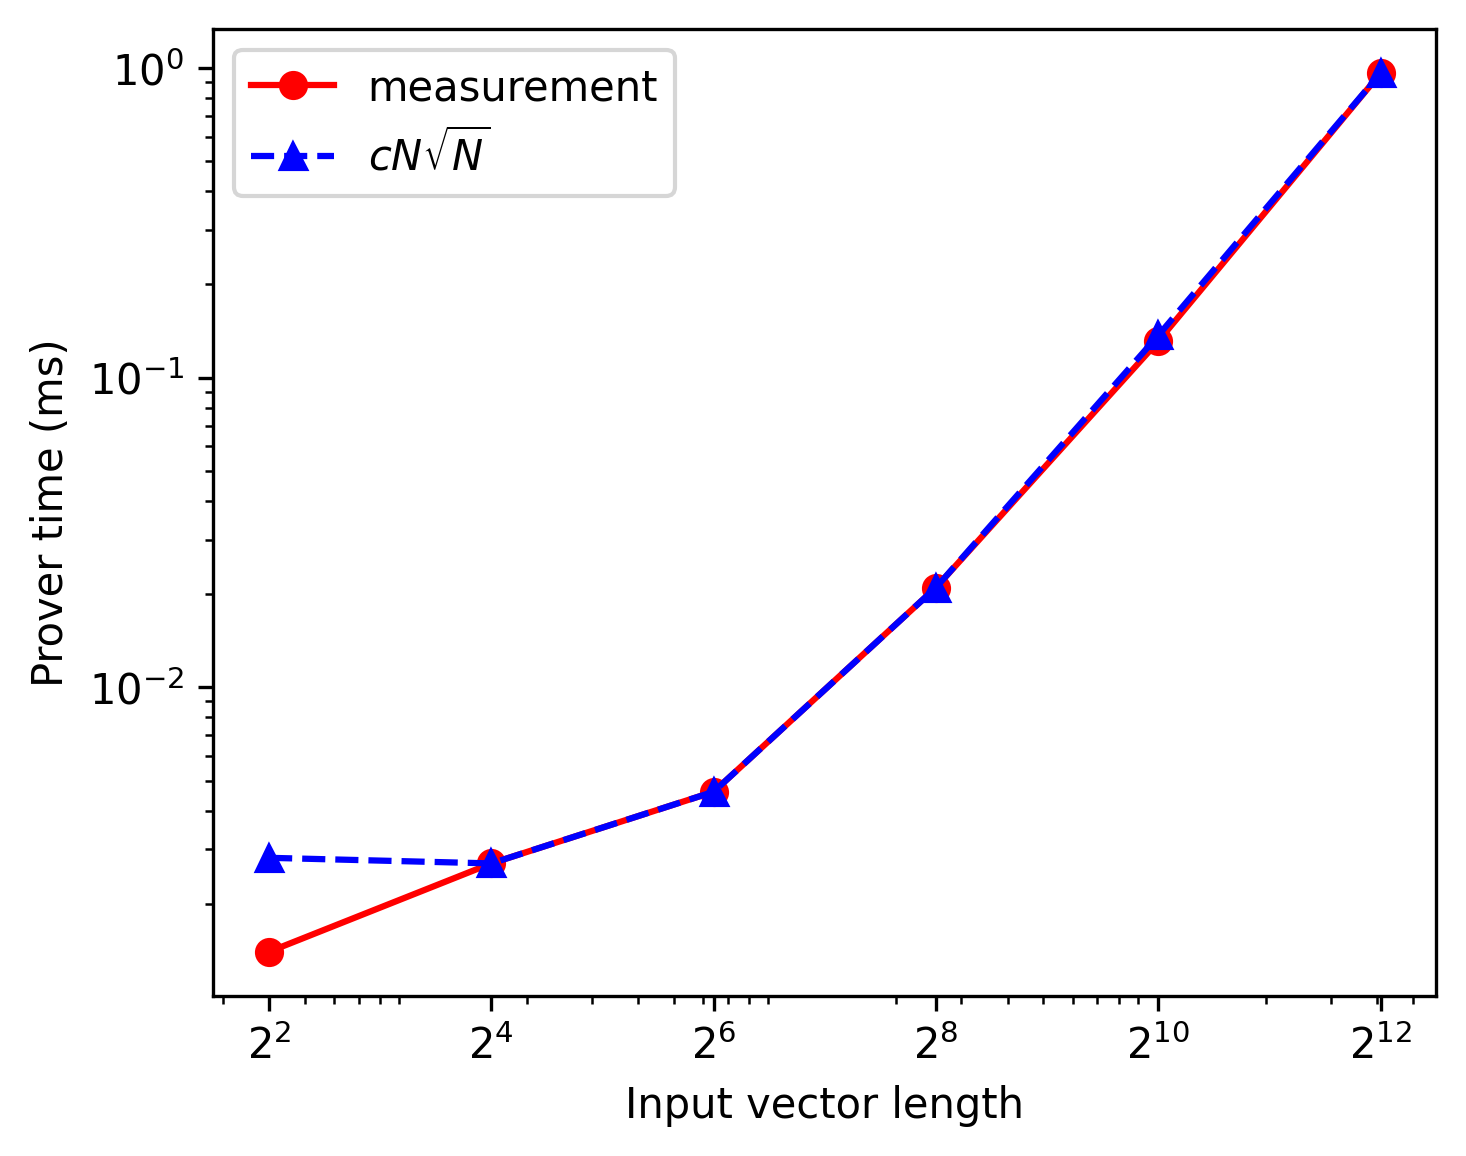 measurement
cN√N
10⁰
10⁻¹
10⁻²
Prover time (ms)
2² 2⁴ 2⁶ 2⁸ 2¹⁰ 2¹²
Input vector length